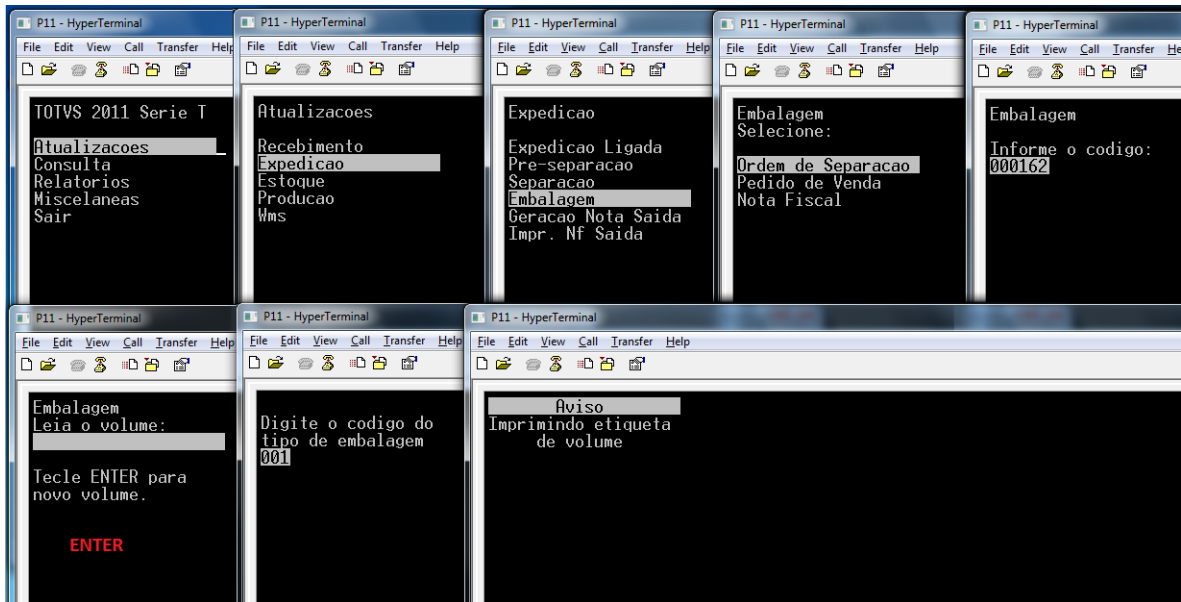 P11 - HyperTerminal
File Edit View Call Transfer Help
TOTVS 2011 Serie T
Atualizacoes
Consulta
Relatorios
Miscelaneas
Sair
P11 - HyperTerminal
File Edit View Call Transfer Help
Atualizacoes
Recebimento
Expedicao
Estoque
Producao
Wms
P11 - HyperTerminal
File Edit View Call Transfer Help
Expedicao
Expedicao Ligada
Pre-separacao
Separacao
Embalagem
Geracao Nota Saida
Impr. Nf Saida
P11 - HyperTerminal
File Edit View Call Transfer Help
Embalagem
Selecione:
Ordem de Separacao
Pedido de Venda
Nota Fiscal
P11 - HyperTerminal
File Edit View Call Transfer He
Embalagem
Informe o codigo:
000162
P11 - HyperTerminal
File Edit View Call Transfer Help
Embalagem
Leia o volume:
Tecle ENTER para
novo volume.
ENTER
P11 - HyperTerminal
File Edit View Call Transfer Help
Digite o codigo do
tipo de embalagem
001
P11 - HyperTerminal
File Edit View Call Transfer Help
Aviso
Imprimindo etiqueta
de volume